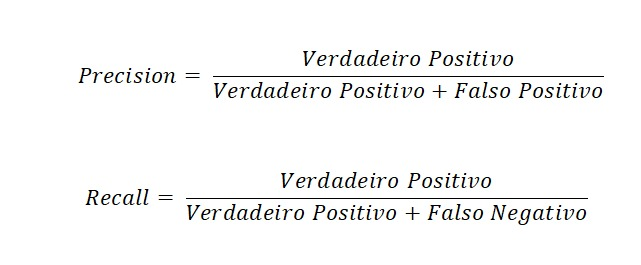 Verdadeiro Positivo
Precision =
Verdadeiro Positivo + Falso Positivo
Verdadeiro Positivo
Recall =
Verdadeiro Positivo + Falso Negativo